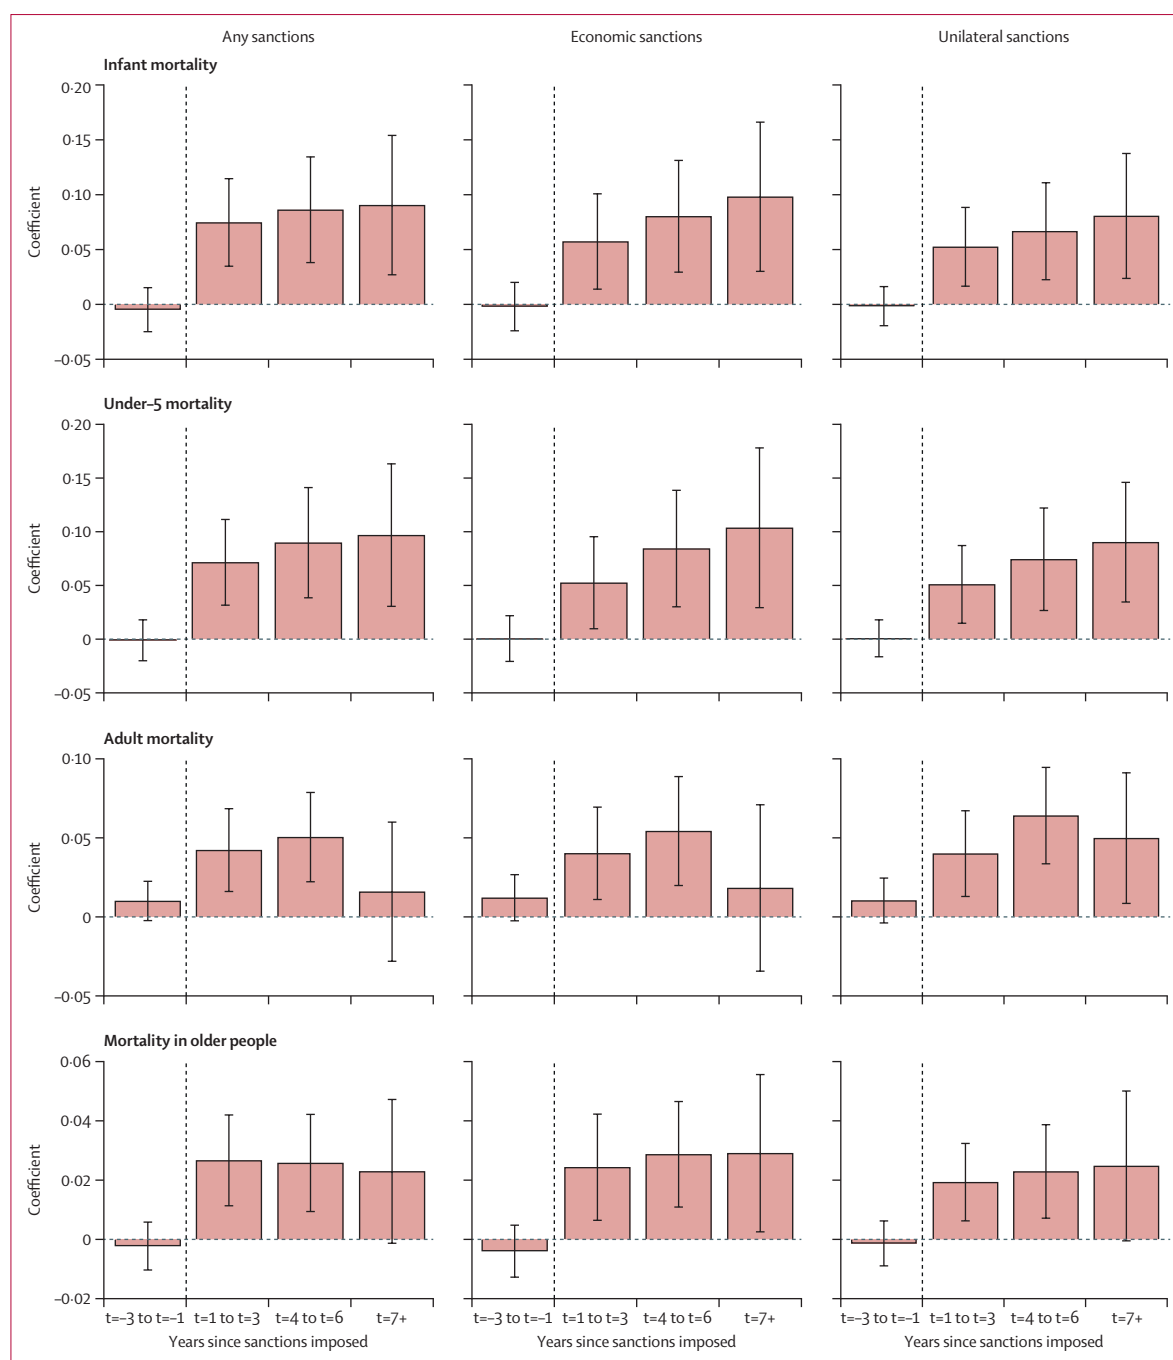 Any sanctions Economic sanctions Unilateral sanctions
Infant mortality
0·20
0·15
0·10
0·05
0
–0·05
Coefficient
Under–5 mortality
0·20
0·15
0·10
0·05
0
–0·05
Coefficient
Adult mortality
0·10
0·05
0
–0·05
Coefficient
Mortality in older people
0·06
0·04
0·02
0
–0·02
Coefficient
t=–3 to t=–1 t=1 to t=3 t=4 to t=6 t=7+ t=–3 to t=–1 t=1 to t=3 t=4 to t=6 t=7+ t=–3 to t=–1 t=1 to t=3 t=4 to t=6 t=7+
Years since sanctions imposed Years since sanctions imposed Years since sanctions imposed